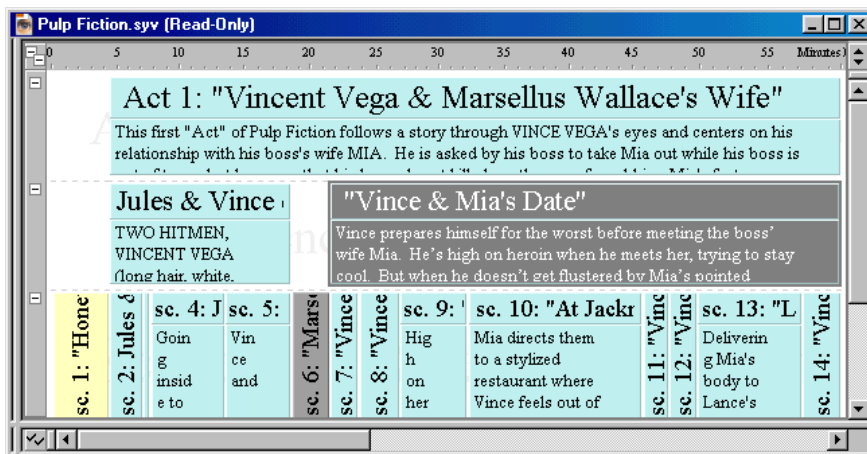 Pulp Fiction.syv (Read-Only)
0 5 10 15 20 25 30 35 40 45 50 55 Minutes
Act 1: "Vincent Vega & Marsellus Wallace's Wife"
This first "Act" of Pulp Fiction follows a story through VINCE VEGA's eyes and centers on his
relationship with his boss's wife MIA. He is asked by his boss to take Mia out while his boss is
Jules & Vince
TWO HITMEN,
VINCENT VEGA
(long hair, white,
"Vince & Mia's Date"
Vince prepares himself for the worst before meeting the boss'
wife Mia. He's high on heroin when he meets her, trying to stay
cool. But when he doesn't get flustered by Mia's pointed
sc. 1: "Hone
sc. 2: Jules &
sc. 4: J
Goin
g
insid
e to
sc. 5:
Vin
ce
and
sc. 6: "Mars
sc. 7: "Vince
sc. 8: "Vince
sc. 9: "
Hig
h
on
her
sc. 10: "At Jackr
Mia directs them
to a stylized
restaurant where
Vince feels out of
sc. 11: "Vinc
sc. 12: "Vinc
sc. 13: "L
Deliverin
g Mia's
body to
Lance's
sc. 14: "Vinc